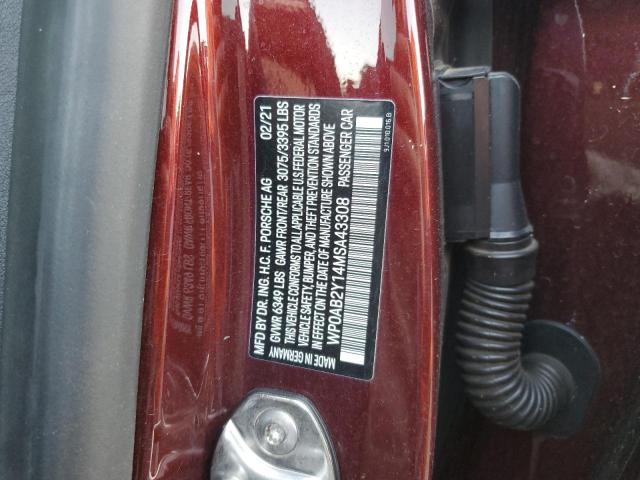 MFD BY DR. ING. H.C. F. PORSCHE AG 02/21
GVWR 6349 LBS GAWR FRONT/REAR 3075/3395 LBS
THIS VEHICLE CONFORMS TO ALL APPLICABLE U.S. FEDERAL MOTOR
VEHICLE SAFETY, BUMPER, AND THEFT PREVENTION STANDARDS
IN EFFECT ON THE DATE OF MANUFACTURE SHOWN ABOVE
WP0AB2Y14MSA43308 PASSENGER CAR
MADE IN GERMANY
9J1010016.B